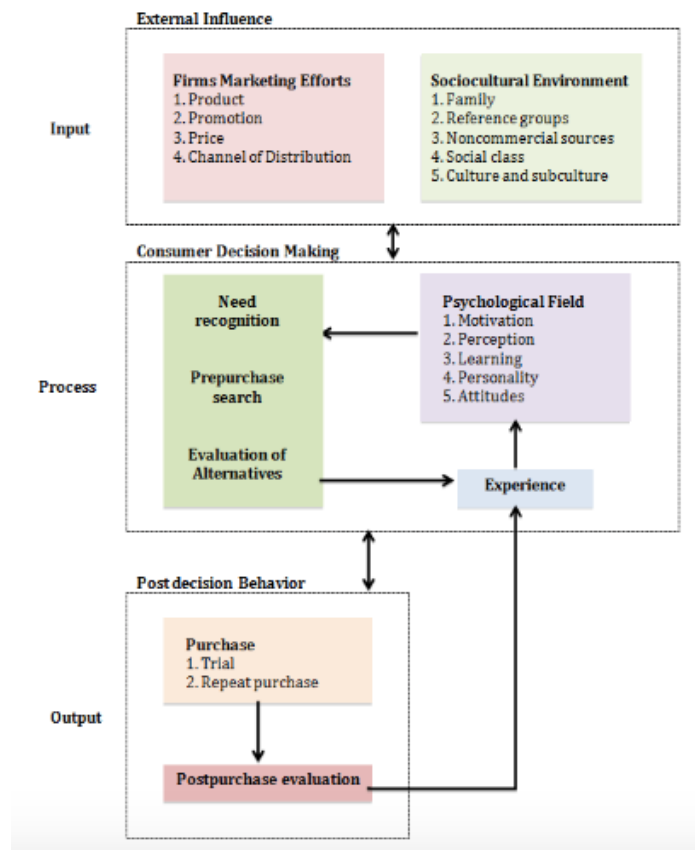 External Influence
Input
Firms Marketing Efforts
1. Product
2. Promotion
3. Price
4. Channel of Distribution
Sociocultural Environment
1. Family
2. Reference groups
3. Noncommercial sources
4. Social class
5. Culture and subculture
Consumer Decision Making
Process
Need
recognition
Prepurchase
search
Evaluation of
Alternatives
Psychological Field
1. Motivation
2. Perception
3. Learning
4. Personality
5. Attitudes
Experience
Post decision Behavior
Output
Purchase
1. Trial
2. Repeat purchase
Postpurchase evaluation